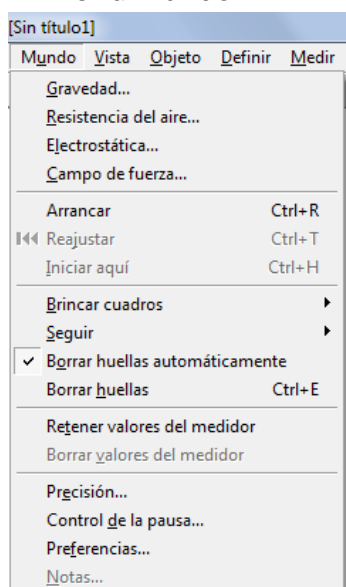 [Sin título1]
Mundo Vista Objeto Definir Medir
Gravedad...
Resistencia del aire...
Electrostática...
Campo de fuerza...
Arrancar Ctrl+R
Reajustar Ctrl+T
Iniciar aquí Ctrl+H
Brincar cuadros
Seguir
Borrar huellas automáticamente
Borrar huellas Ctrl+E
Retener valores del medidor
Borrar valores del medidor
Precisión...
Control de la pausa...
Preferencias...
Notas...